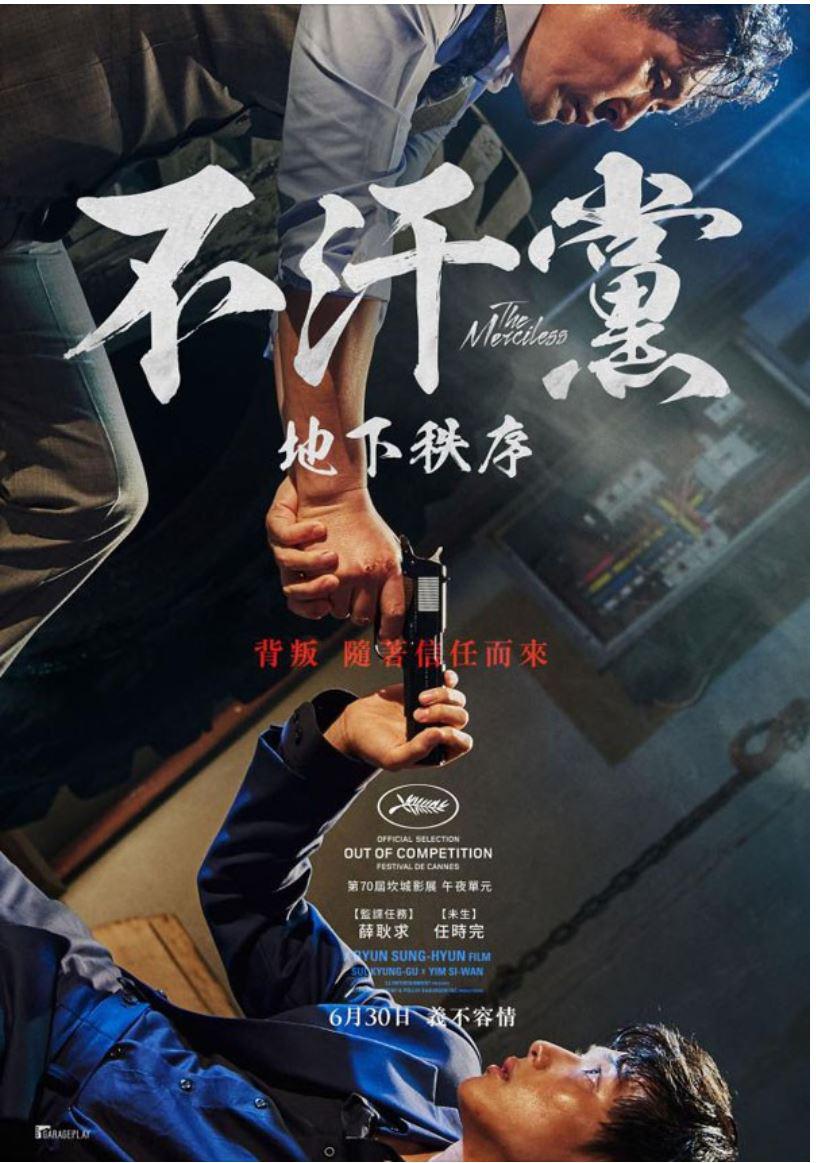 不汗黨
The
Merciless
地下秩序
背叛 隨著信任而來
OFFICIAL SELECTION
OUT OF COMPETITION
FESTIVAL DE CANNES
第70屆坎城影展 午夜單元
【監諜任務】 【未生】
薛耿求 任時完
BYUN SUNG-HYUN FILM
SUL KYUNG-GU X YIM SI-WAN
6月30日 義不容情
GARAGEPLAY